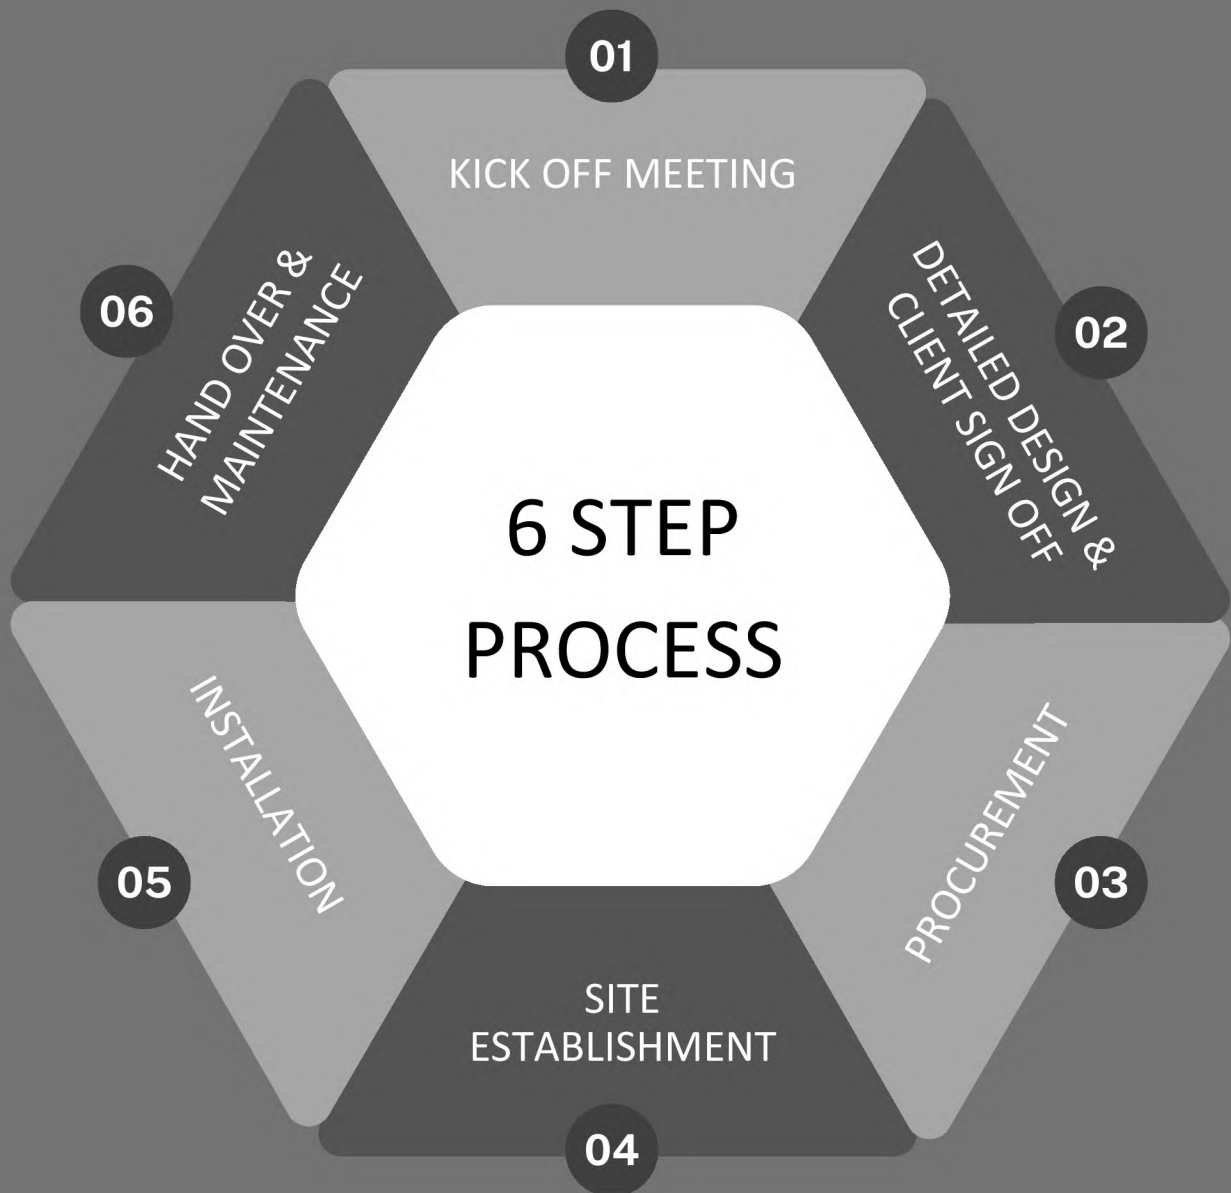 01
KICK OFF MEETING
02
DETAILED DESIGN &
CLIENT SIGN OFF
03
PROCUREMENT
04
SITE
ESTABLISHMENT
05
INSTALLATION
06
HAND OVER &
MAINTENANCE
6 STEP
PROCESS